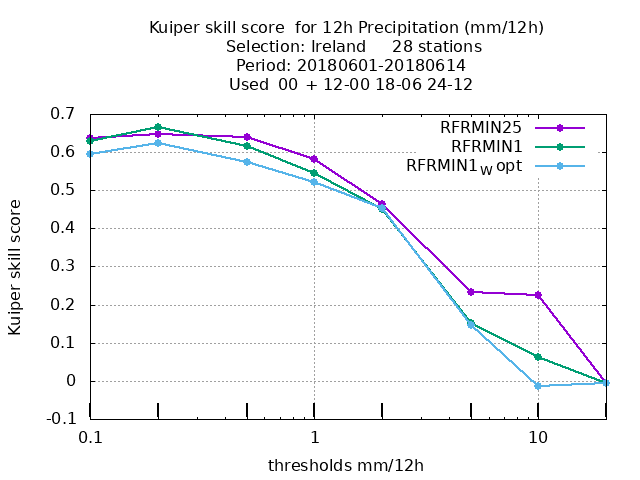 Kuiper skill score  for 12h Precipitation (mm/12h)
Selection: Ireland     28 stations
Period: 20180601-20180614
Used  00 + 12-00 18-06 24-12
RFRMIN25
RFRMIN1
RFRMIN1w opt
Kuiper skill score
0.7
0.6
0.5
0.4
0.3
0.2
0.1
0
-0.1
0.1 1 10
thresholds mm/12h